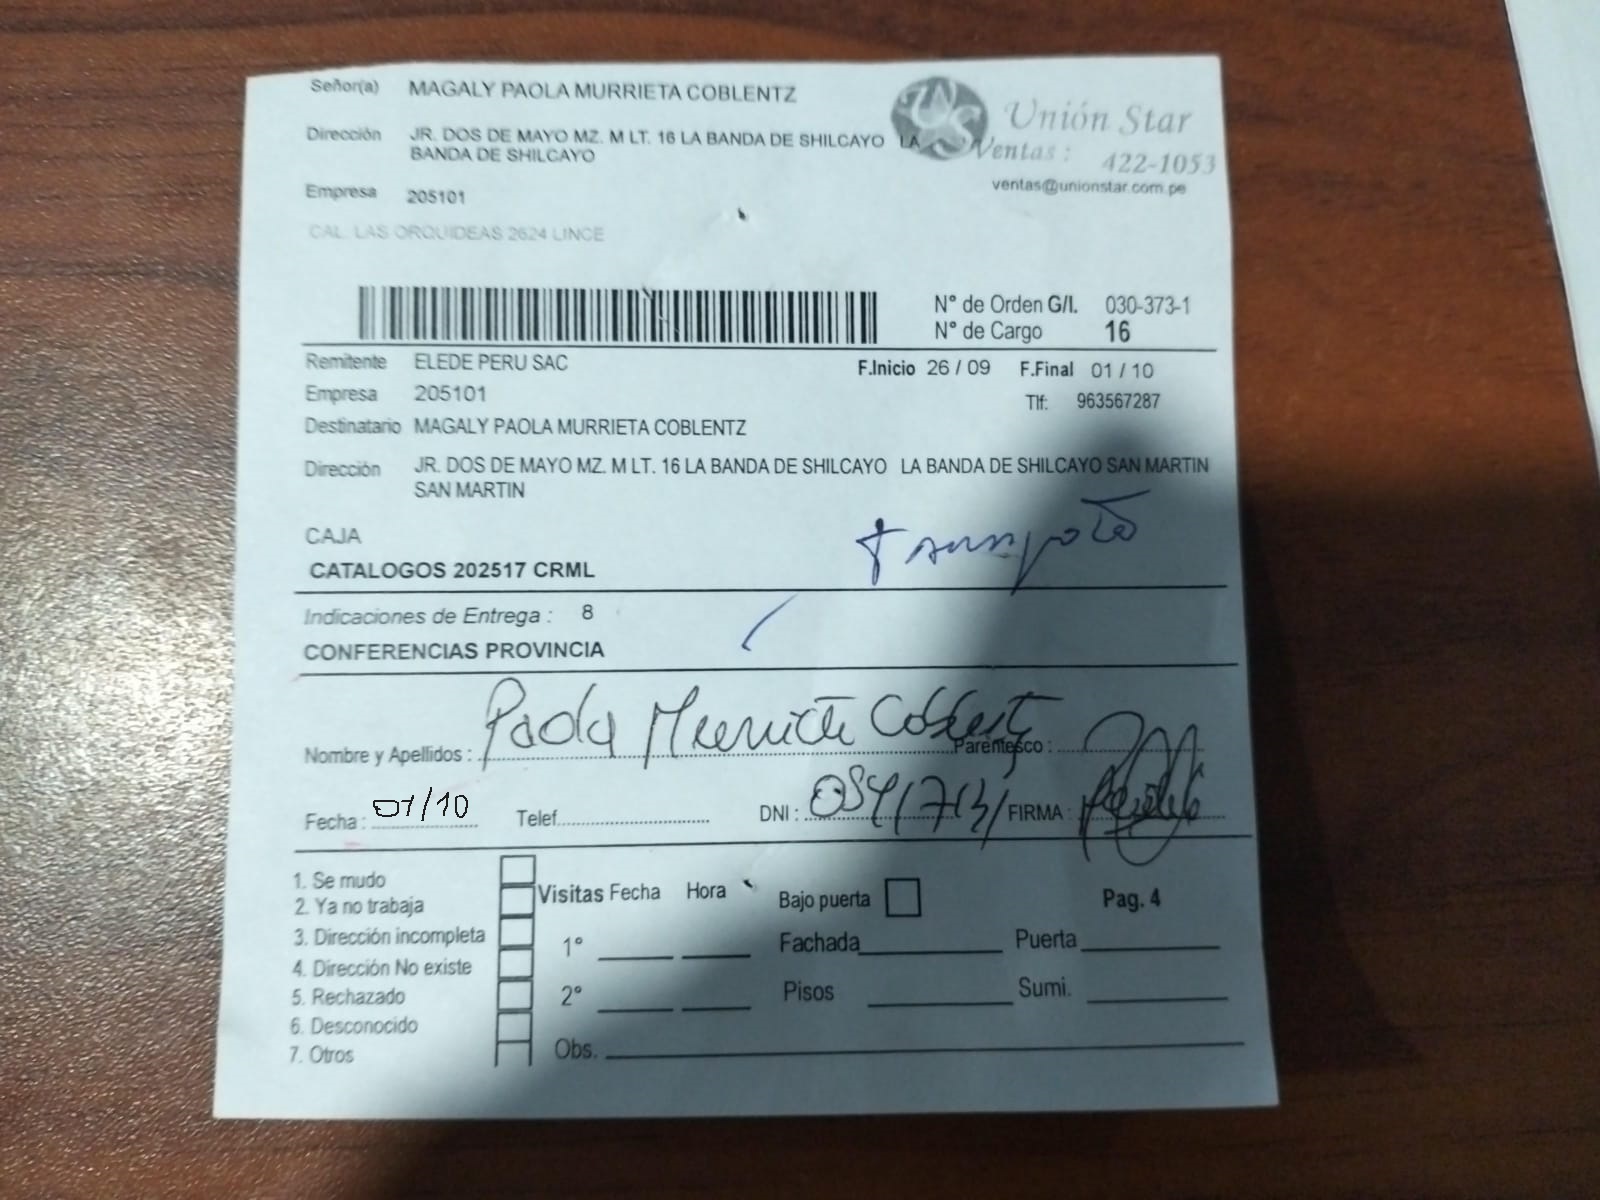 Señor(a) MAGALY PAOLA MURRIETA COBLENTZ
Unión Star
Dirección JR. DOS DE MAYO MZ. M LT. 16 LA BANDA DE SHILCAYO LA
BANDA DE SHILCAYO
Ventas: 422-1053
ventas@unionstar.com.pe
Empresa 205101
CAL. LAS ORQUIDEAS 2624 LINCE
N° de Orden G/I. 030-373-1
N° de Cargo 16
Remitente ELEDE PERU SAC
F.Inicio 26 / 09 F.Final 01 / 10
Empresa 205101
Tlf: 963567287
Destinatario MAGALY PAOLA MURRIETA COBLENTZ
Dirección JR. DOS DE MAYO MZ. M LT. 16 LA BANDA DE SHILCAYO LA BANDA DE SHILCAYO SAN MARTIN
SAN MARTIN
CAJA
CATALOGOS 202517 CRML
Indicaciones de Entrega : 8
CONFERENCIAS PROVINCIA
Nombre y Apellidos : Paola Murrieta Coblentz Parentesco :
Fecha : 01/10 Telef. DNI : FIRMA :
1. Se mudo
2. Ya no trabaja
3. Dirección incompleta
4. Dirección No existe
5. Rechazado
6. Desconocido
7. Otros
Visitas Fecha Hora Bajo puerta Pag. 4
1° Fachada Puerta
2° Pisos Sumi.
Obs.